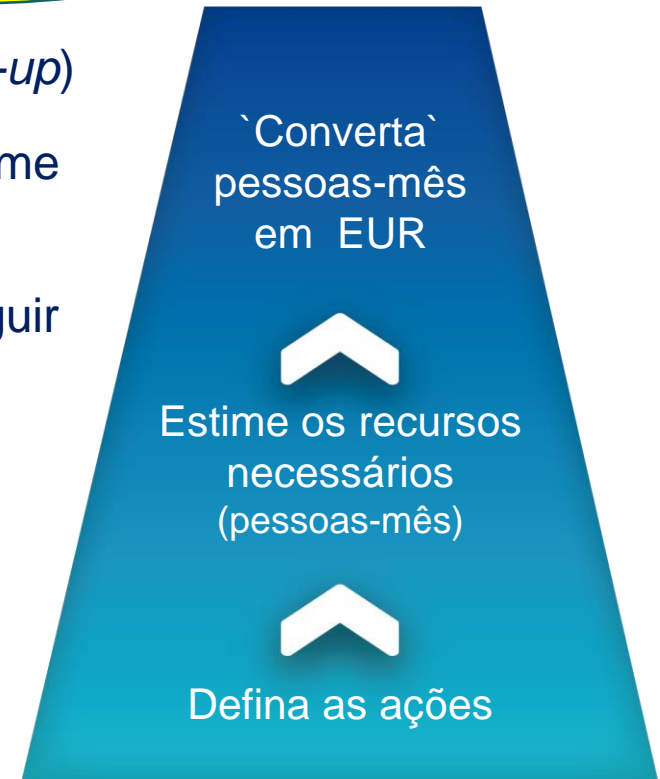 -up)
me
guir
`Converta`
pessoas-mês
em EUR
Estime os recursos
necessários
(pessoas-mês)
Defina as ações